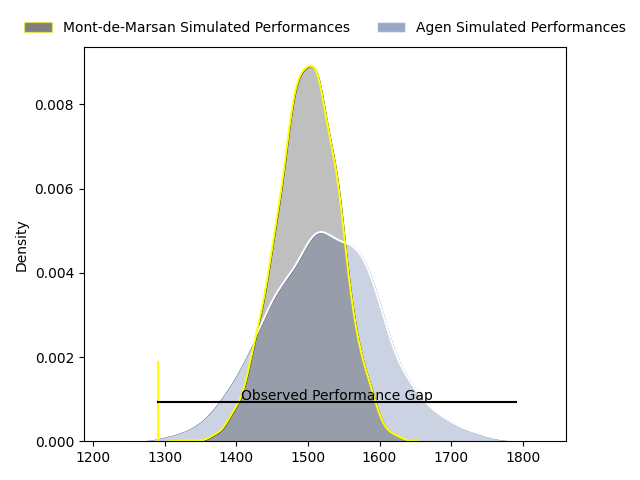 Mont-de-Marsan Simulated Performances
Agen Simulated Performances
0.008
0.006
0.004
0.002
0.000
Density
Observed Performance Gap
1200 1300 1400 1500 1600 1700 1800